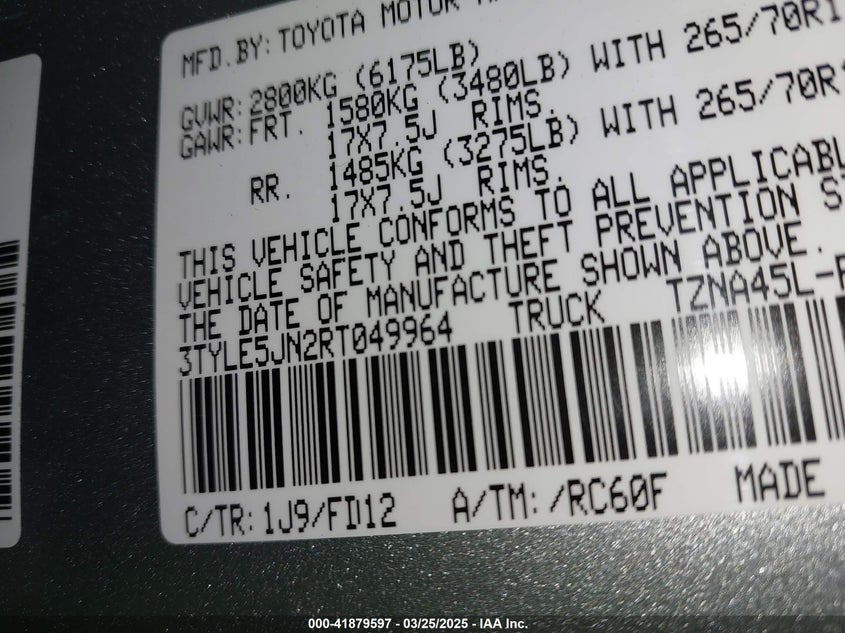 MFD.BY: TOYOTA MOTOR
GVWR: 2800KG (6175LB)
GAWR: FRT. 1580KG (3480LB) WITH 265/70R1
17X7.5J RIMS.
RR. 1485KG (3275LB) WITH 265/70R1
17X7.5J RIMS.
THIS VEHICLE CONFORMS TO ALL APPLICABL
VEHICLE SAFETY AND THEFT PREVENTION S
THE DATE OF MANUFACTURE SHOWN ABOVE.
3TYLE5JN2RT049964 TRUCK TZNA45L-
C/TR: 1J9/FD12 A/TM: /RC60F MADE
000-41879597 - 03/25/2025 - IAA Inc.